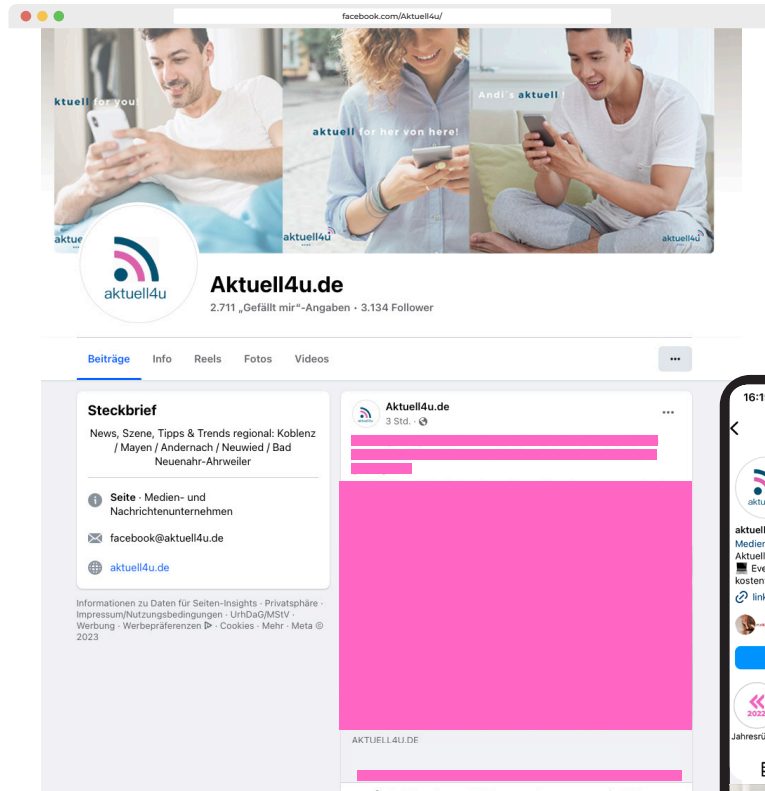 facebook.com/Aktuell4u/
ktuell for you!
aktuell for her von here!
Andi´s aktuell !
aktue
aktuell4u
aktuell4u
aktuell4u
Aktuell4u.de
2.711 „Gefällt mir“-Angaben • 3.134 Follower
Beiträge Info Reels Fotos Videos
Steckbrief
News, Szene, Tipps & Trends regional: Koblenz
/ Mayen / Andernach / Neuwied / Bad
Neuenahr-Ahrweiler
Seite · Medien- und
Nachrichtenunternehmen
facebook@aktuell4u.de
aktuell4u.de
Informationen zu Daten für Seiten-Insights · Privatsphäre ·
Impressum/Nutzungsbedingungen · UrhDaG/MStV ·
Werbung · Werbepräferenzen · Cookies · Mehr · Meta ©
2023
Aktuell4u.de
3 Std. ·
AKTUELL4U.DE
16:1
aktu
aktuell
Medien
Aktuell
Eve
kosten
link
2022
Jahresrü